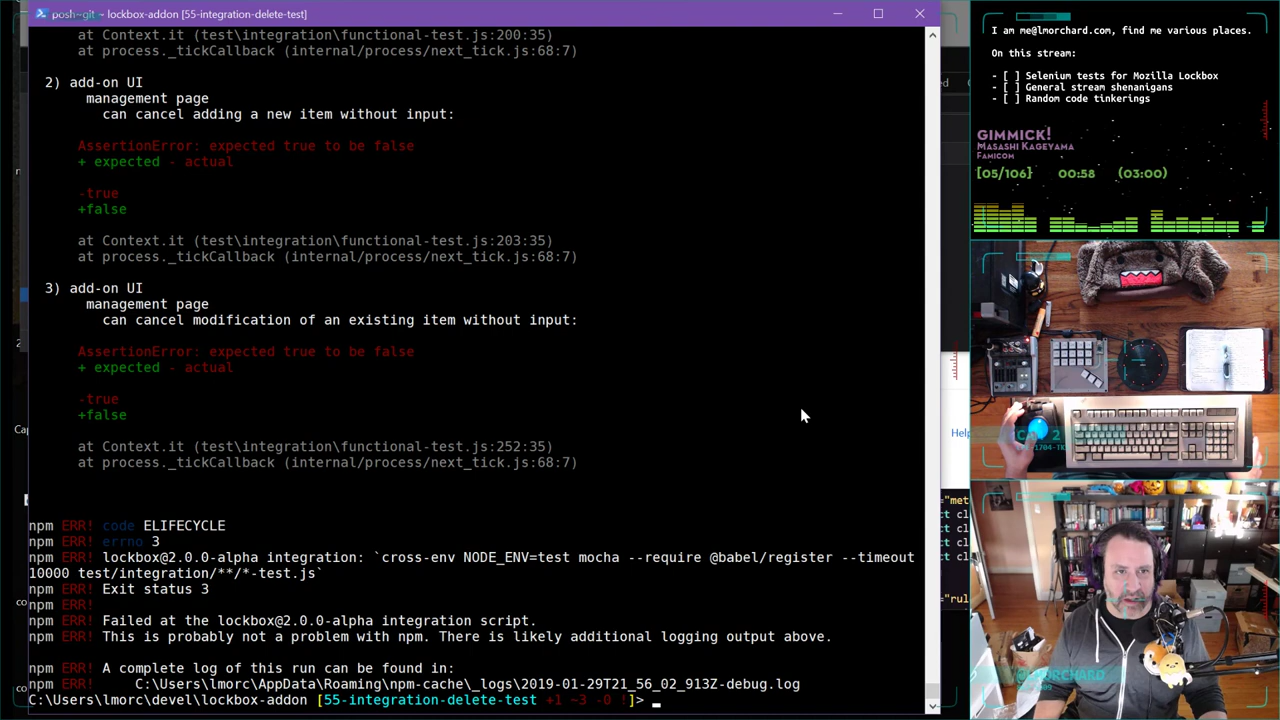 posh~git ~ lockbox-addon [55-integration-delete-test]
at Context.it (test\integration\functional-test.js:200:35)
at process._tickCallback (internal/process/next_tick.js:68:7)
2) add-on UI
management page
can cancel adding a new item without input:
AssertionError: expected true to be false
+ expected - actual
-true
+false
at Context.it (test\integration\functional-test.js:203:35)
at process._tickCallback (internal/process/next_tick.js:68:7)
3) add-on UI
management page
can cancel modification of an existing item without input:
AssertionError: expected true to be false
+ expected - actual
-true
+false
at Context.it (test\integration\functional-test.js:252:35)
at process._tickCallback (internal/process/next_tick.js:68:7)
npm ERR! code ELIFECYCLE
npm ERR! errno 3
npm ERR! lockbox@2.0.0-alpha integration: `cross-env NODE_ENV=test mocha --require @babel/register --timeout
10000 test/integration/**/*-test.js`
npm ERR! Exit status 3
npm ERR!
npm ERR! Failed at the lockbox@2.0.0-alpha integration script.
npm ERR! This is probably not a problem with npm. There is likely additional logging output above.
npm ERR! A complete log of this run can be found in:
npm ERR!     C:\Users\lmorc\AppData\Roaming\npm-cache\_logs\2019-01-29T21_56_02_913Z-debug.log
C:\Users\lmorc\devel\lockbox-addon [55-integration-delete-test +1 ~3 -0 !]>
I am me@lmorchard.com, find me various places.
On this stream:
- [ ] Selenium tests for Mozilla Lockbox
- [ ] General stream shenanigans
- [ ] Random code tinkerings
GIMMICK!
Masashi Kageyama
Famicom
[05/106] 00:58 (03:00)
Help
="met
ct cl
ct cl
ct cl
="rul
CAM 2
@LMORCHARD